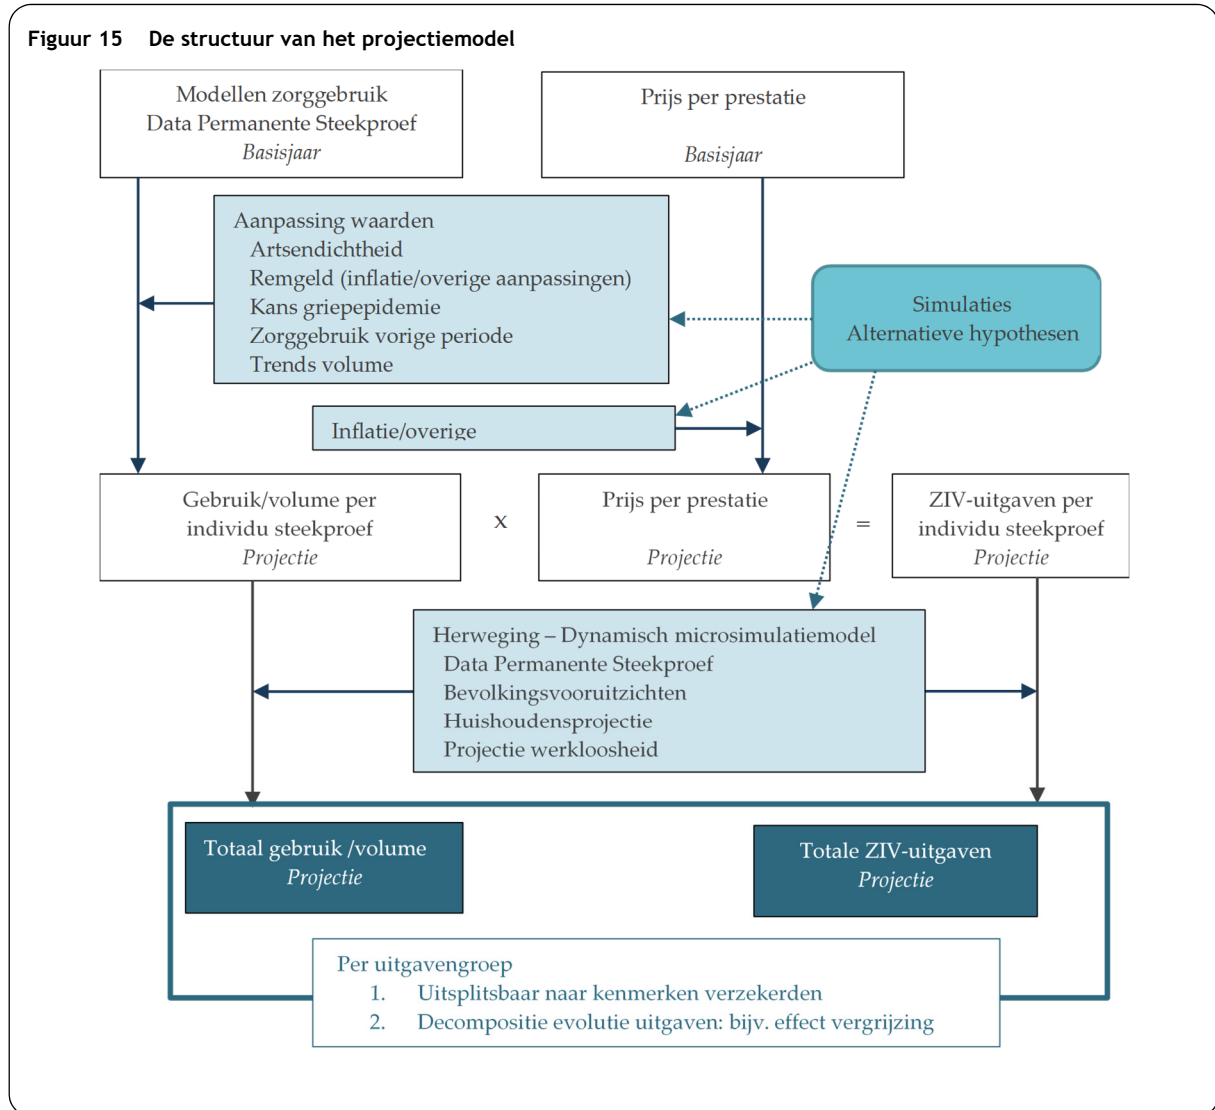 Figuur 15 De structuur van het projectiemodel
Modellen zorggebruik
Data Permanente Steekproef
Basisjaar
Prijs per prestatie
Basisjaar
Aanpassing waarden
Artsendichtheid
Remgeld (inflatie/overige aanpassingen)
Kans griepepidemie
Zorggebruik vorige periode
Trends volume
Simulaties
Alternatieve hypothesen
Inflatie/overige
Gebruik/volume per
individu steekproef
Projectie
x
Prijs per prestatie
Projectie
=
ZIV-uitgaven per
individu steekproef
Projectie
Herweging – Dynamisch microsimulatiemodel
Data Permanente Steekproef
Bevolkingsvooruitzichten
Huishoudensprojectie
Projectie werkloosheid
Totaal gebruik /volume
Projectie
Totale ZIV-uitgaven
Projectie
Per uitgavengroep
1. Uitsplitsbaar naar kenmerken verzekerden
2. Decompositie evolutie uitgaven: bijv. effect vergrijzing